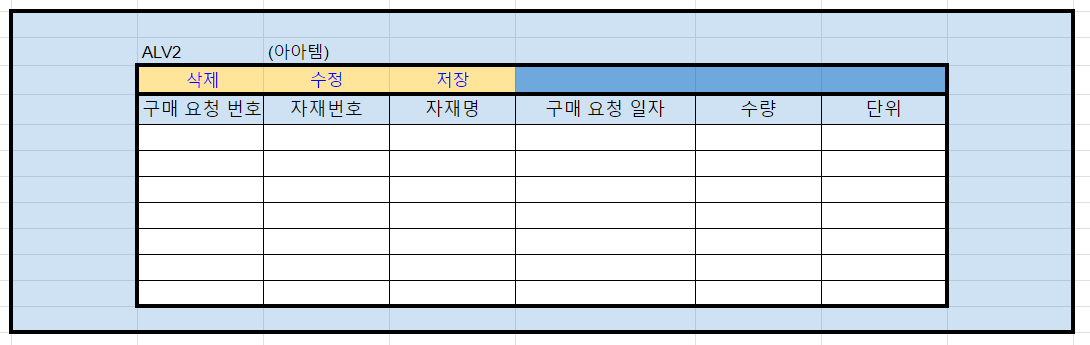 ALV2 (아아템)
삭제 수정 저장
구매 요청 번호 자재번호 자재명 구매 요청 일자 수량 단위